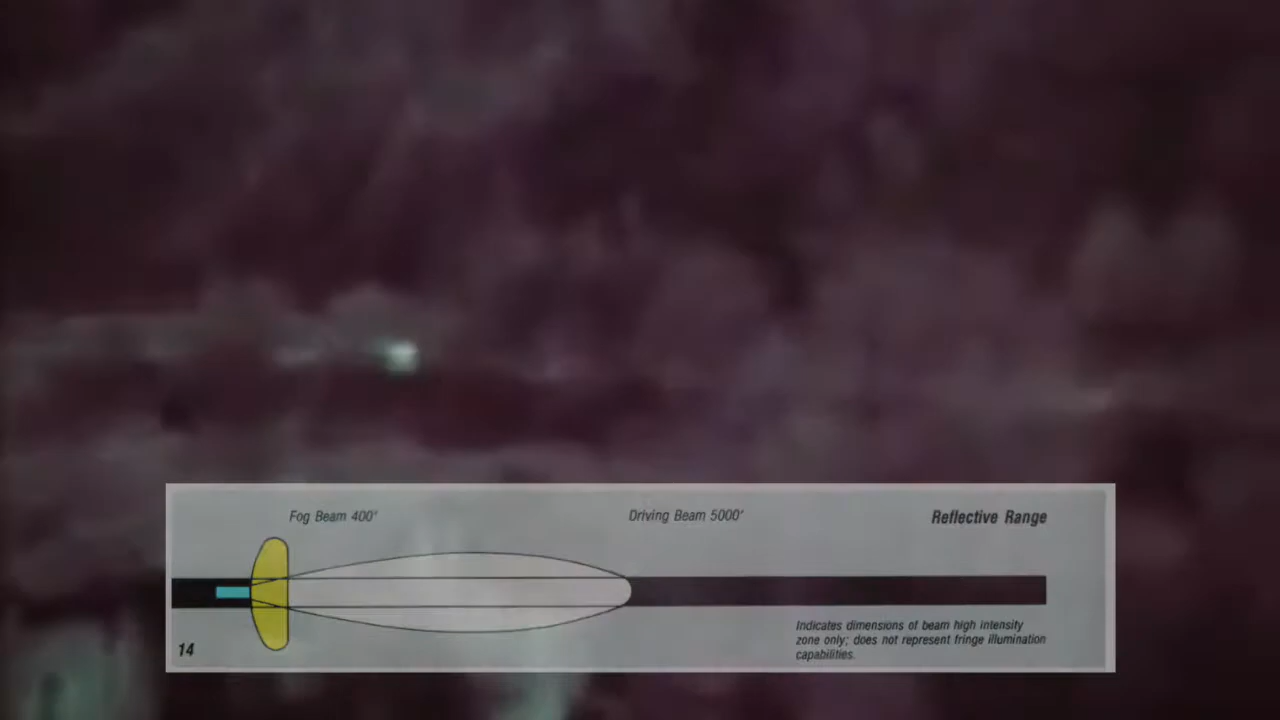 Fog Beam 400'
Driving Beam 5000'
Reflective Range
Indicates dimensions of beam high intensity
zone only; does not represent fringe illumination
capabilities.
14